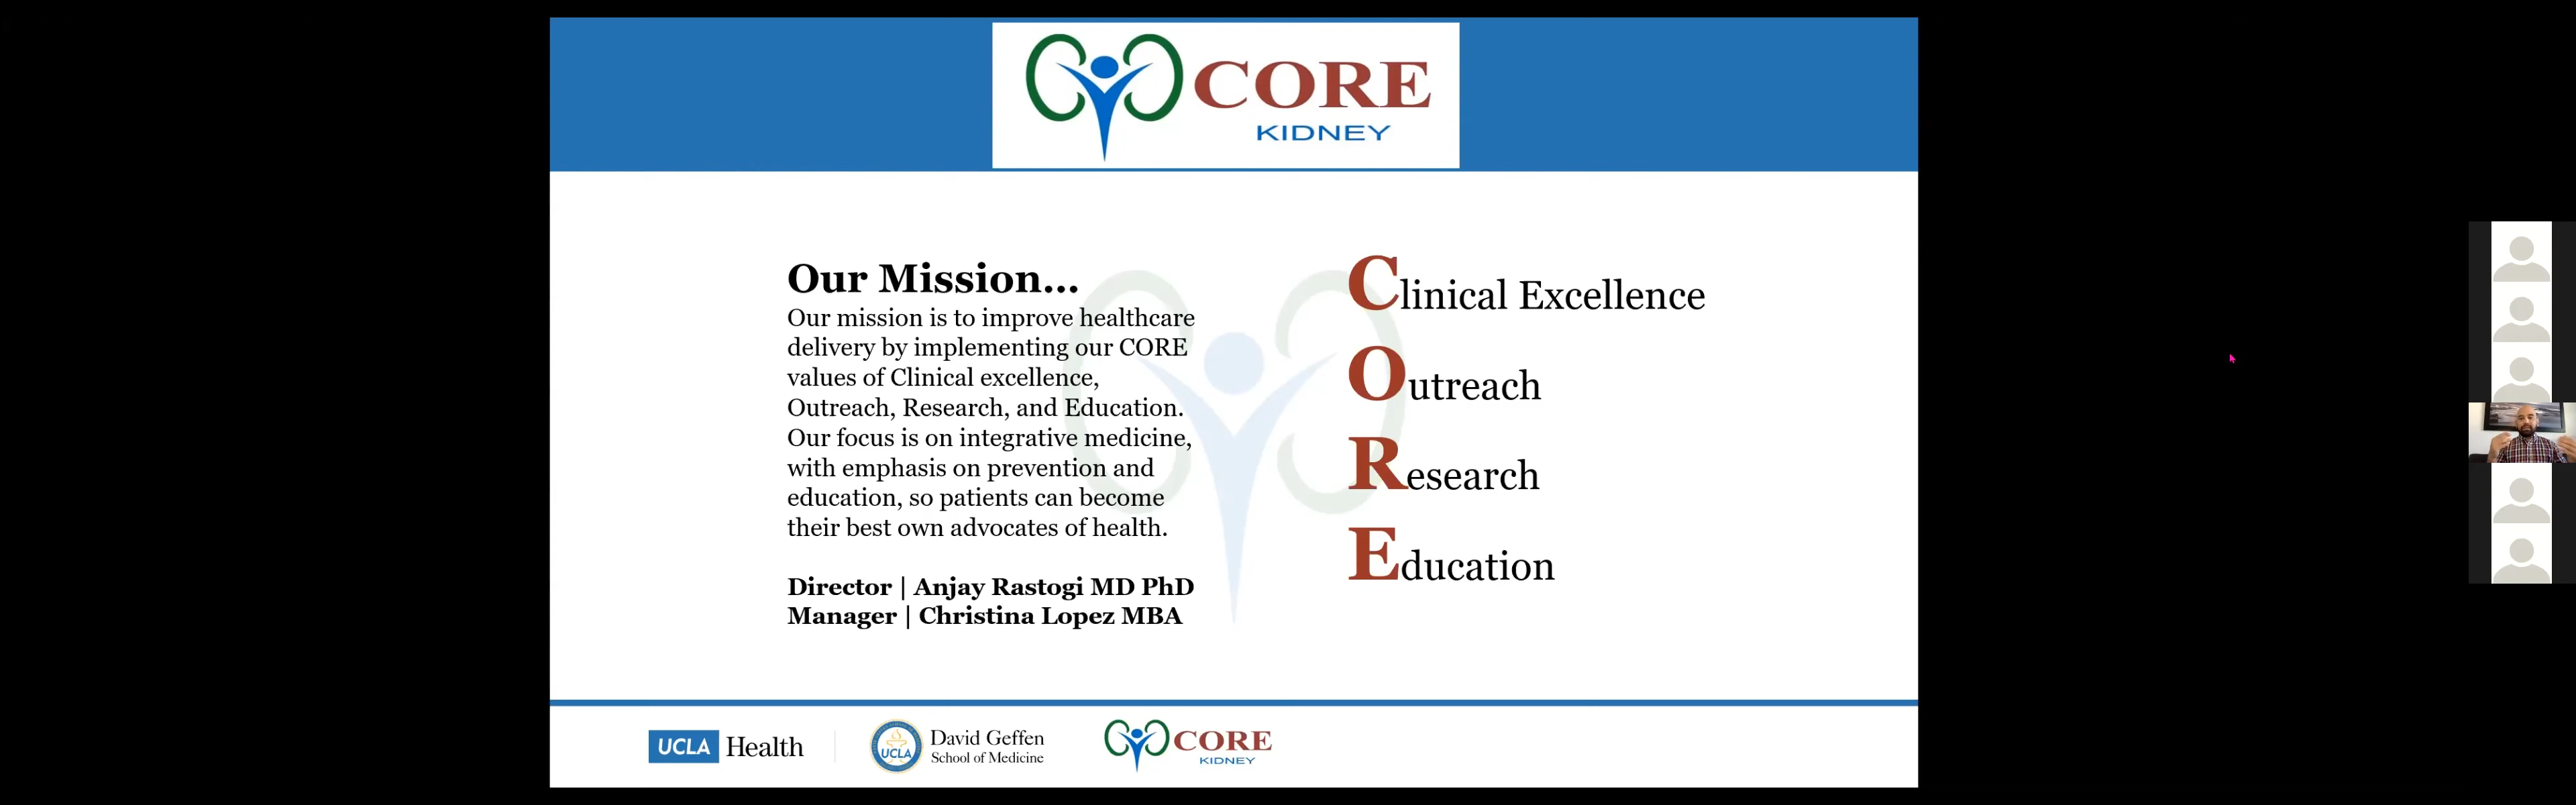 CORE
KIDNEY
Our Mission...
Our mission is to improve healthcare
delivery by implementing our CORE
values of Clinical excellence,
Outreach, Research, and Education.
Our focus is on integrative medicine,
with emphasis on prevention and
education, so patients can become
their best own advocates of health.
Director | Anjay Rastogi MD PhD
Manager | Christina Lopez MBA
Clinical Excellence
Outreach
Research
Education
UCLA Health
UCLA
David Geffen
School of Medicine
CORE
KIDNEY